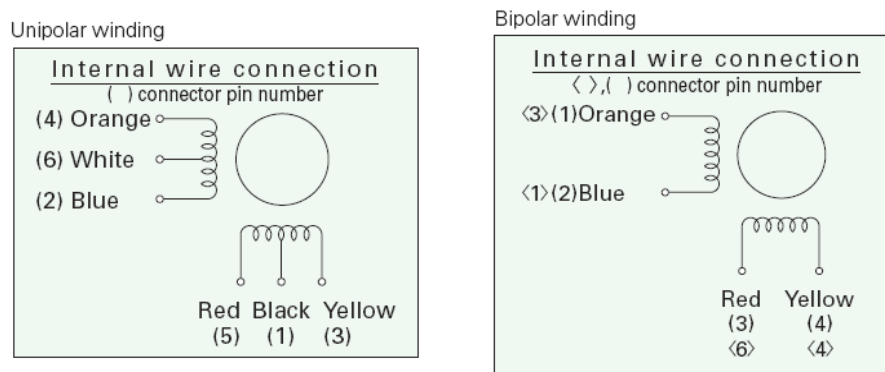 Unipolar winding
Internal wire connection
( ) connector pin number
(4) Orange
(6) White
(2) Blue
Red Black Yellow
(5) (1) (3)
Bipolar winding
Internal wire connection
〈 〉,( ) connector pin number
〈3〉(1)Orange
〈1〉(2)Blue
Red Yellow
(3) (4)
〈6〉 〈4〉